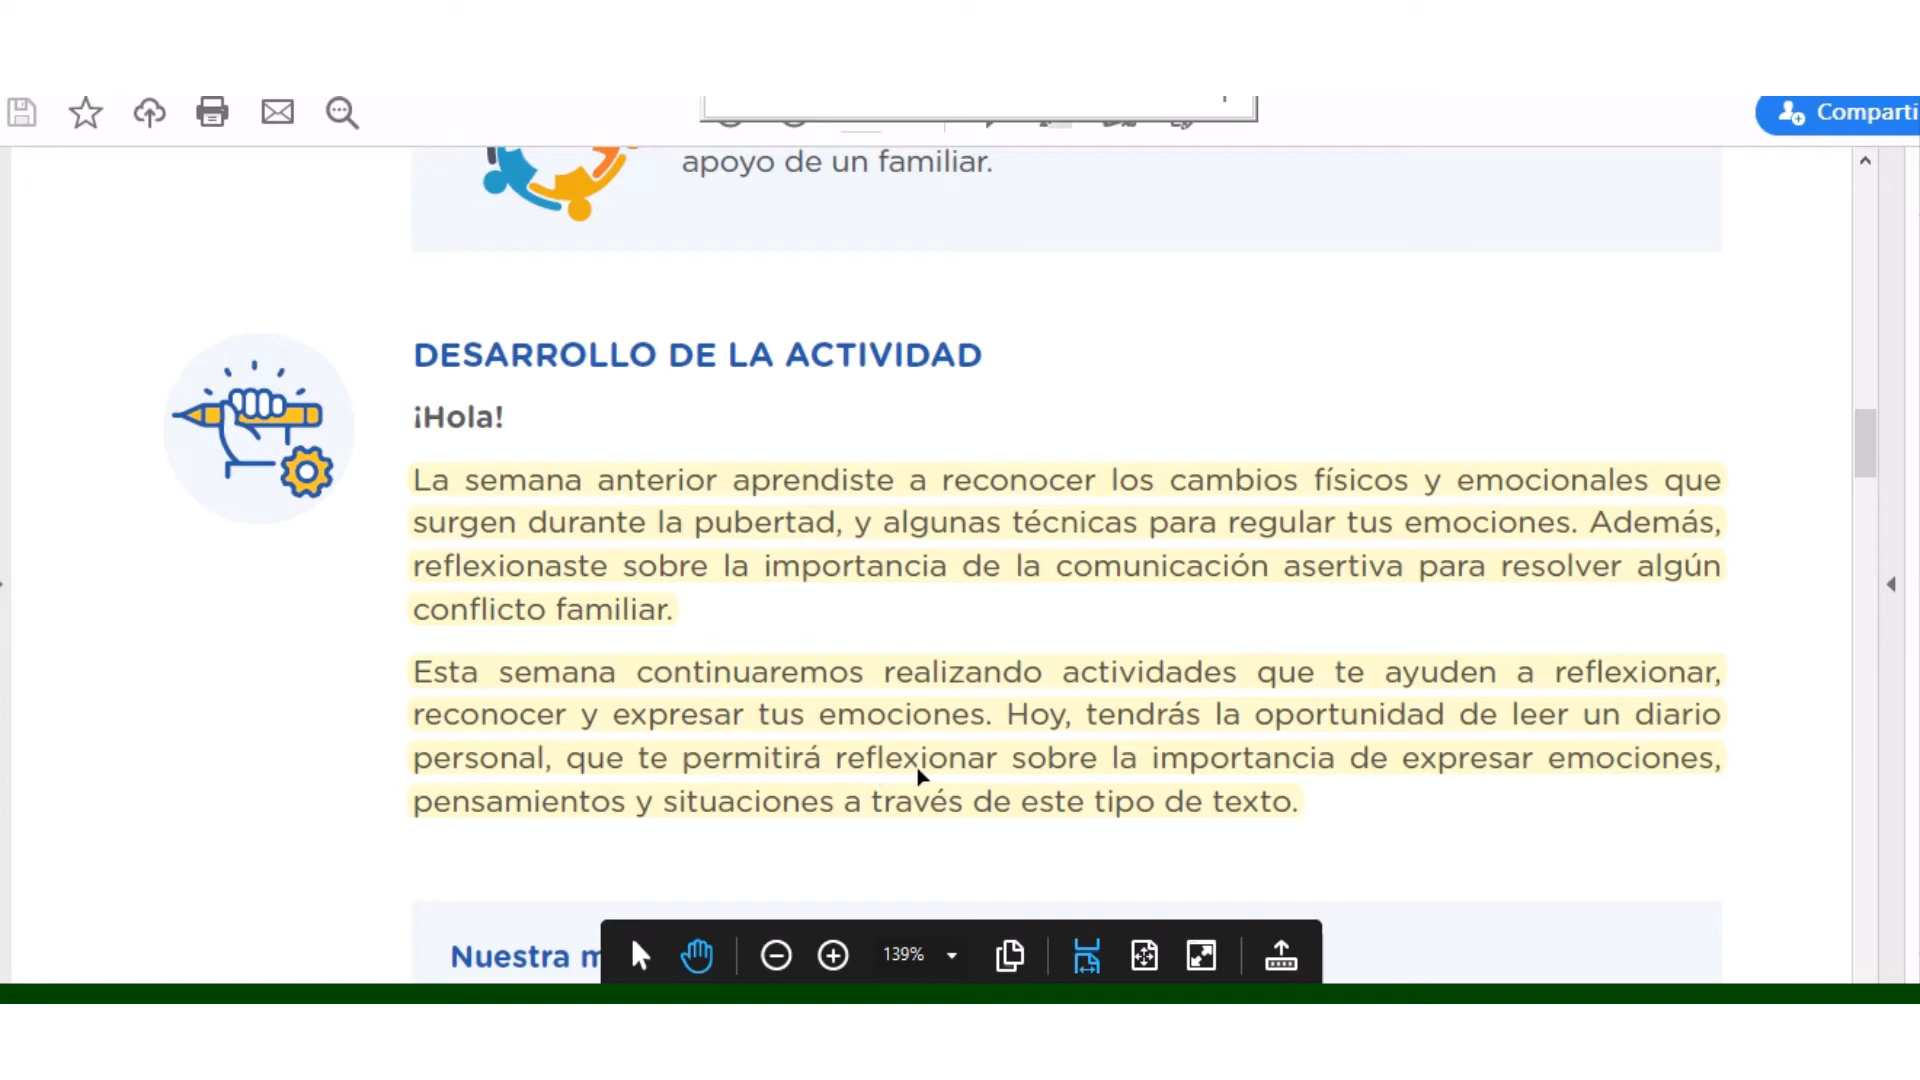 Comparti
apoyo de un familiar.
DESARROLLO DE LA ACTIVIDAD
¡Hola!
La semana anterior aprendiste a reconocer los cambios físicos y emocionales que
surgen durante la pubertad, y algunas técnicas para regular tus emociones. Además,
reflexionaste sobre la importancia de la comunicación asertiva para resolver algún
conflicto familiar.
Esta semana continuaremos realizando actividades que te ayuden a reflexionar,
reconocer y expresar tus emociones. Hoy, tendrás la oportunidad de leer un diario
personal, que te permitirá reflexionar sobre la importancia de expresar emociones,
pensamientos y situaciones a través de este tipo de texto.
Nuestra
139%